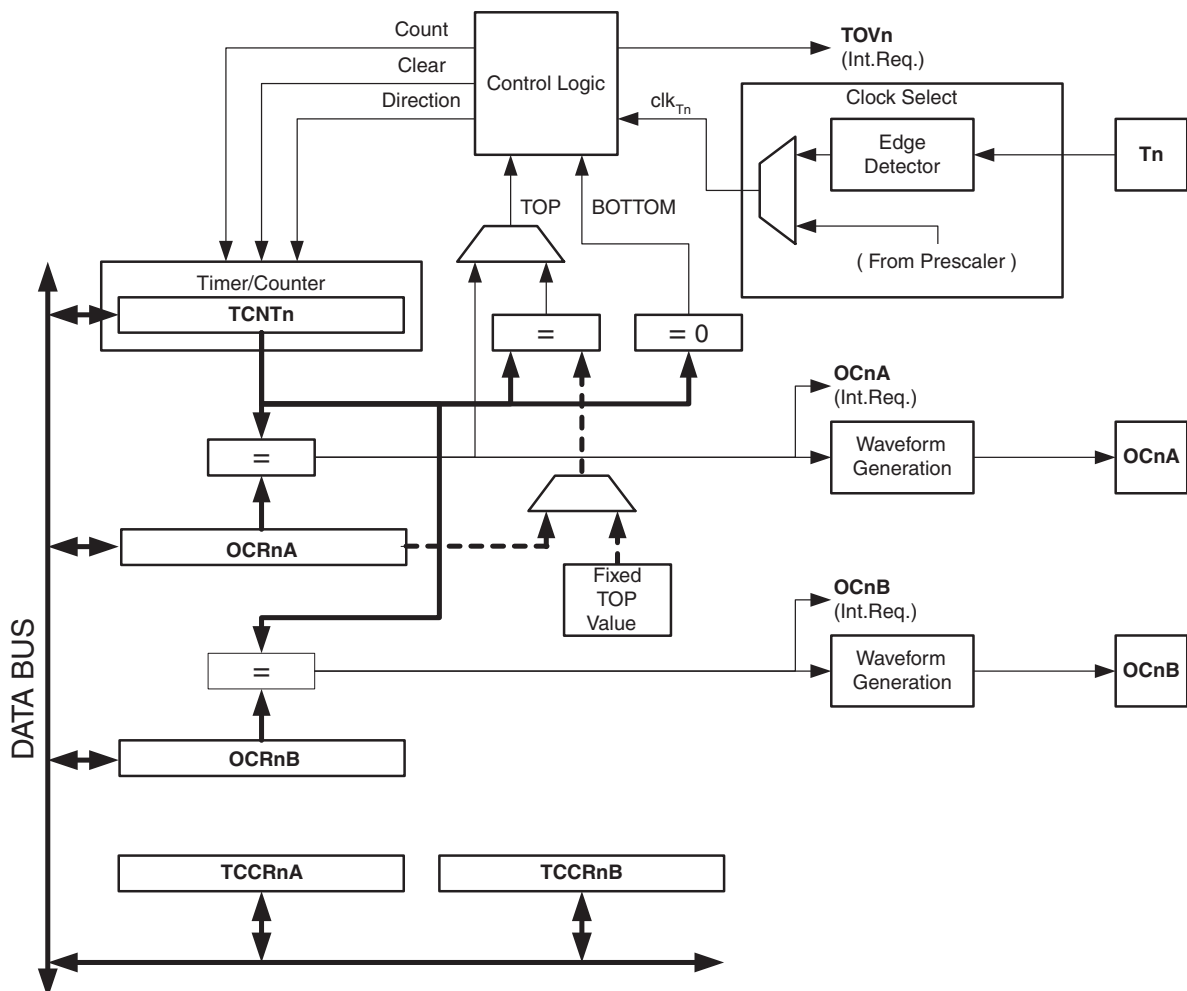 Count
Clear
Direction
Control Logic
TOVn
(Int.Req.)
clkTn
Clock Select
Edge
Detector
Tn
( From Prescaler )
TOP
BOTTOM
Timer/Counter
TCNTn
=
= 0
OCnA
(Int.Req.)
=
Waveform
Generation
OCnA
OCRnA
Fixed
TOP
Value
OCnB
(Int.Req.)
=
Waveform
Generation
OCnB
OCRnB
DATA BUS
TCCRnA
TCCRnB